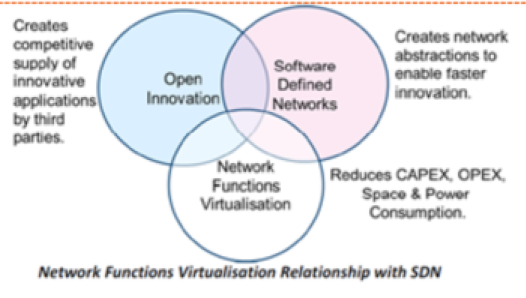 Creates
competitive
supply of
innovative
applications
by third
parties.
Open
Innovation
Software
Defined
Networks
Creates network
abstractions to
enable faster
innovation.
Network
Functions
Virtualisation
Reduces CAPEX, OPEX,
Space & Power
Consumption.
Network Functions Virtualisation Relationship with SDN